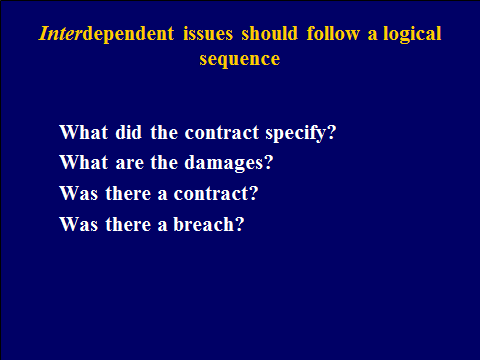 Interdependent issues should follow a logical
sequence
What did the contract specify?
What are the damages?
Was there a contract?
Was there a breach?